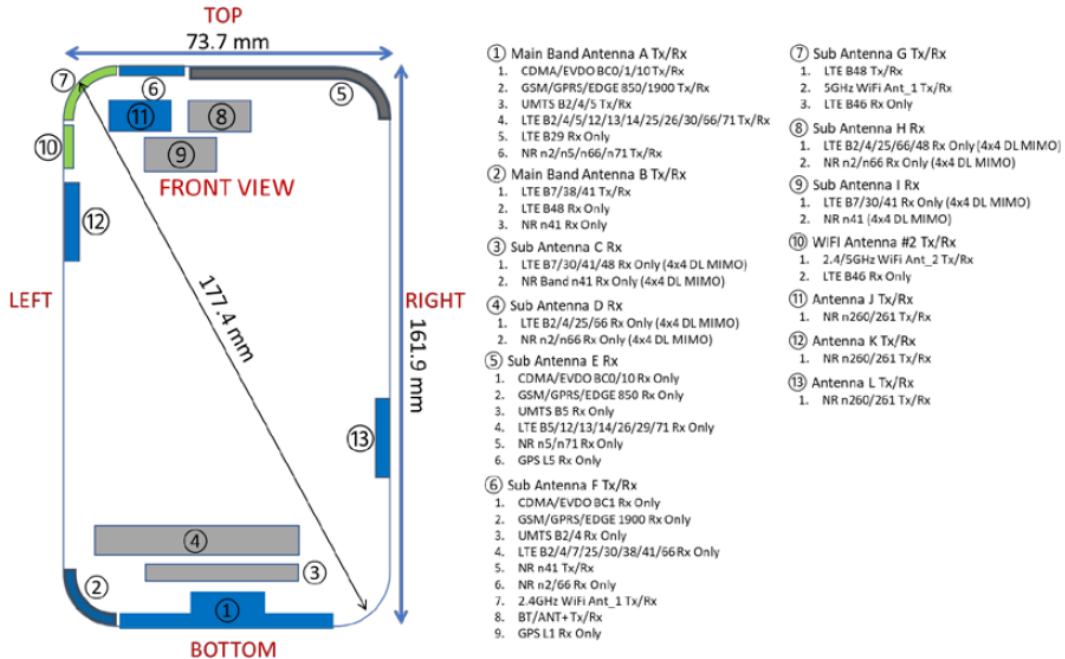 TOP
73.7 mm
⑦
⑥
⑤
⑪
⑧
⑩
⑨
FRONT VIEW
⑫
LEFT
RIGHT
177.4 mm
161.9 mm
⑬
④
③
②
①
BOTTOM
① Main Band Antenna A Tx/Rx
1. CDMA/EVDO BC0/1/10 Tx/Rx
2. GSM/GPRS/EDGE 850/1900 Tx/Rx
3. UMTS B2/4/5 Tx/Rx
4. LTE B2/4/5/12/13/14/25/26/30/66/71 Tx/Rx
5. LTE B29 Rx Only
6. NR n2/n5/n66/n71 Tx/Rx
② Main Band Antenna B Tx/Rx
1. LTE B7/38/41 Tx/Rx
2. LTE B48 Rx Only
3. NR n41 Rx Only
③ Sub Antenna C Rx
1. LTE B7/30/41/48 Rx Only (4x4 DL MIMO)
2. NR Band n41 Rx Only (4x4 DL MIMO)
④ Sub Antenna D Rx
1. LTE B2/4/25/66 Rx Only (4x4 DL MIMO)
2. NR n2/n66 Rx Only (4x4 DL MIMO)
⑤ Sub Antenna E Rx
1. CDMA/EVDO BC0/10 Rx Only
2. GSM/GPRS/EDGE 850 Rx Only
3. UMTS B5 Rx Only
4. LTE B5/12/13/14/26/29/71 Rx Only
5. NR n5/n71 Rx Only
6. GPS L5 Rx Only
⑥ Sub Antenna F Tx/Rx
1. CDMA/EVDO BC1 Rx Only
2. GSM/GPRS/EDGE 1900 Rx Only
3. UMTS B2/4 Rx Only
4. LTE B2/4/7/25/30/38/41/66 Rx Only
5. NR n41 Tx/Rx
6. NR n2/66 Rx Only
7. 2.4GHz WiFi Ant_1 Tx/Rx
8. BT/ANT+ Tx/Rx
9. GPS L1 Rx Only
⑦ Sub Antenna G Tx/Rx
1. LTE B48 Tx/Rx
2. 5GHz WiFi Ant_1 Tx/Rx
3. LTE B46 Rx Only
⑧ Sub Antenna H Rx
1. LTE B2/4/25/66/48 Rx Only (4x4 DL MIMO)
2. NR n2/n66 Rx Only (4x4 DL MIMO)
⑨ Sub Antenna I Rx
1. LTE B7/30/41 Rx Only (4x4 DL MIMO)
2. NR n41 (4x4 DL MIMO)
⑩ WIFI Antenna #2 Tx/Rx
1. 2.4/5GHz WiFi Ant_2 Tx/Rx
2. LTE B46 Rx Only
⑪ Antenna J Tx/Rx
1. NR n260/261 Tx/Rx
⑫ Antenna K Tx/Rx
1. NR n260/261 Tx/Rx
⑬ Antenna L Tx/Rx
1. NR n260/261 Tx/Rx